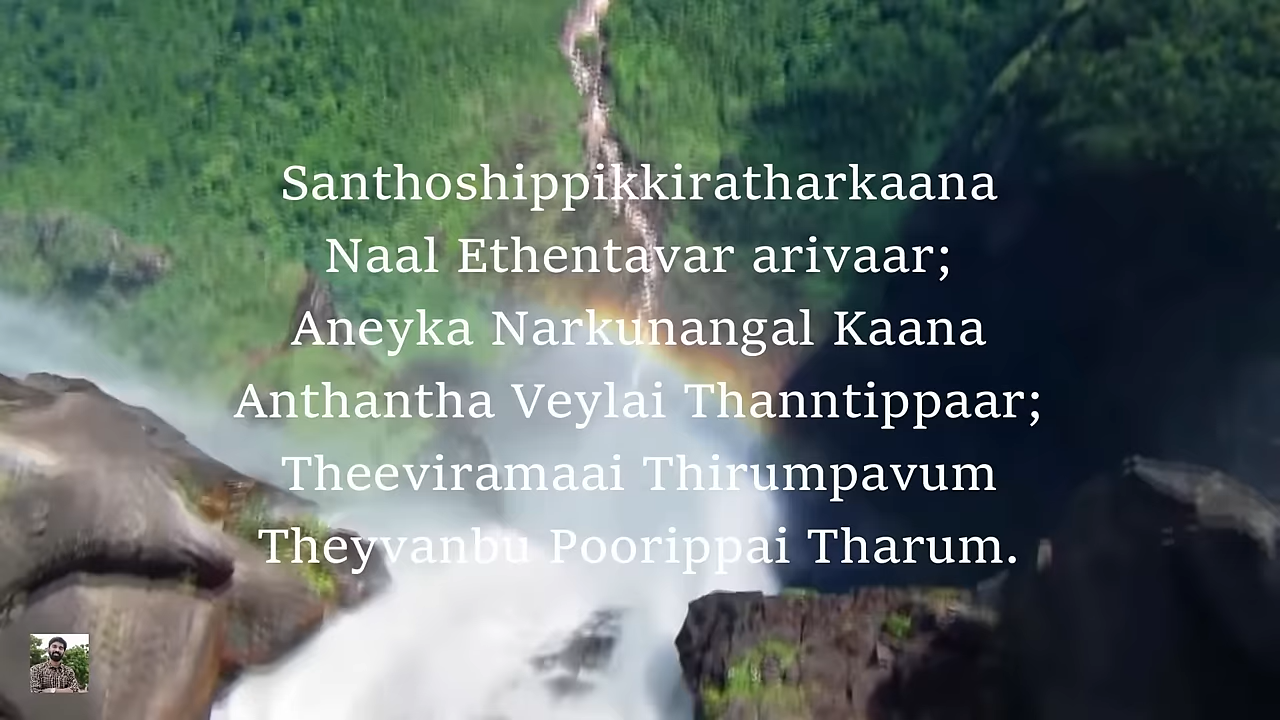 Santhoshippikkiratharkaana
Naal Ethentavar arivaar;
Aneyka Narkunangal Kaana
Anthantha Veylai Thanntippaar;
Theeviramaai Thirumpavum
Theyvanbu Poorippai Tharum.